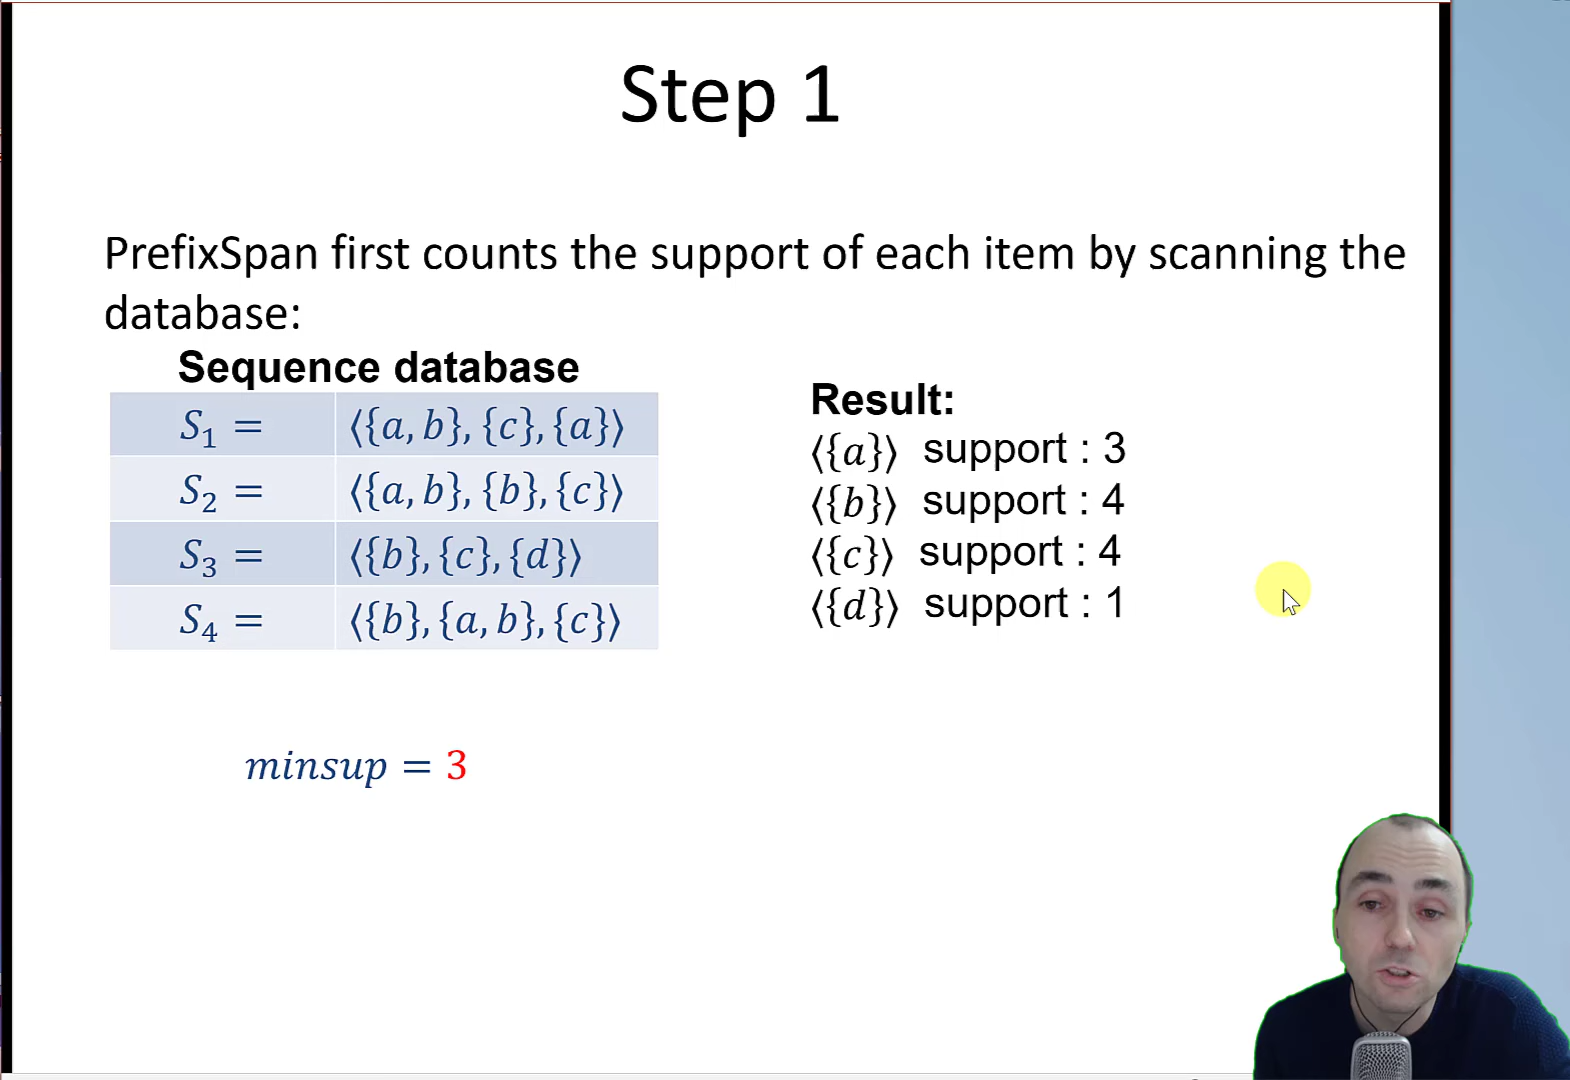 Step 1
PrefixSpan first counts the support of each item by scanning the
database:
Sequence database
S₁ = ⟨{a, b}, {c}, {a}⟩
S₂ = ⟨{a, b}, {b}, {c}⟩
S₃ = ⟨{b}, {c}, {d}⟩
S₄ = ⟨{b}, {a, b}, {c}⟩
minsup = 3
Result:
⟨{a}⟩ support : 3
⟨{b}⟩ support : 4
⟨{c}⟩ support : 4
⟨{d}⟩ support : 1